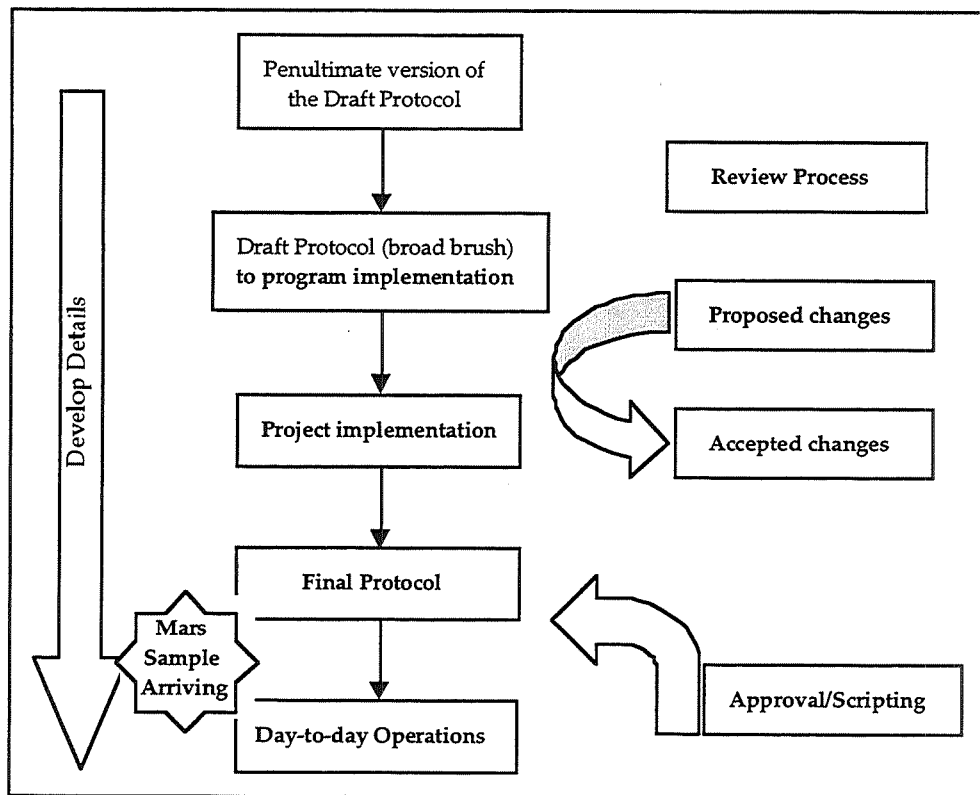 Penultimate version of
the Draft Protocol
Review Process
Draft Protocol (broad brush)
to program implementation
Proposed changes
Develop Details
Project implementation
Accepted changes
Final Protocol
Mars
Sample
Arriving
Approval/Scripting
Day-to-day Operations